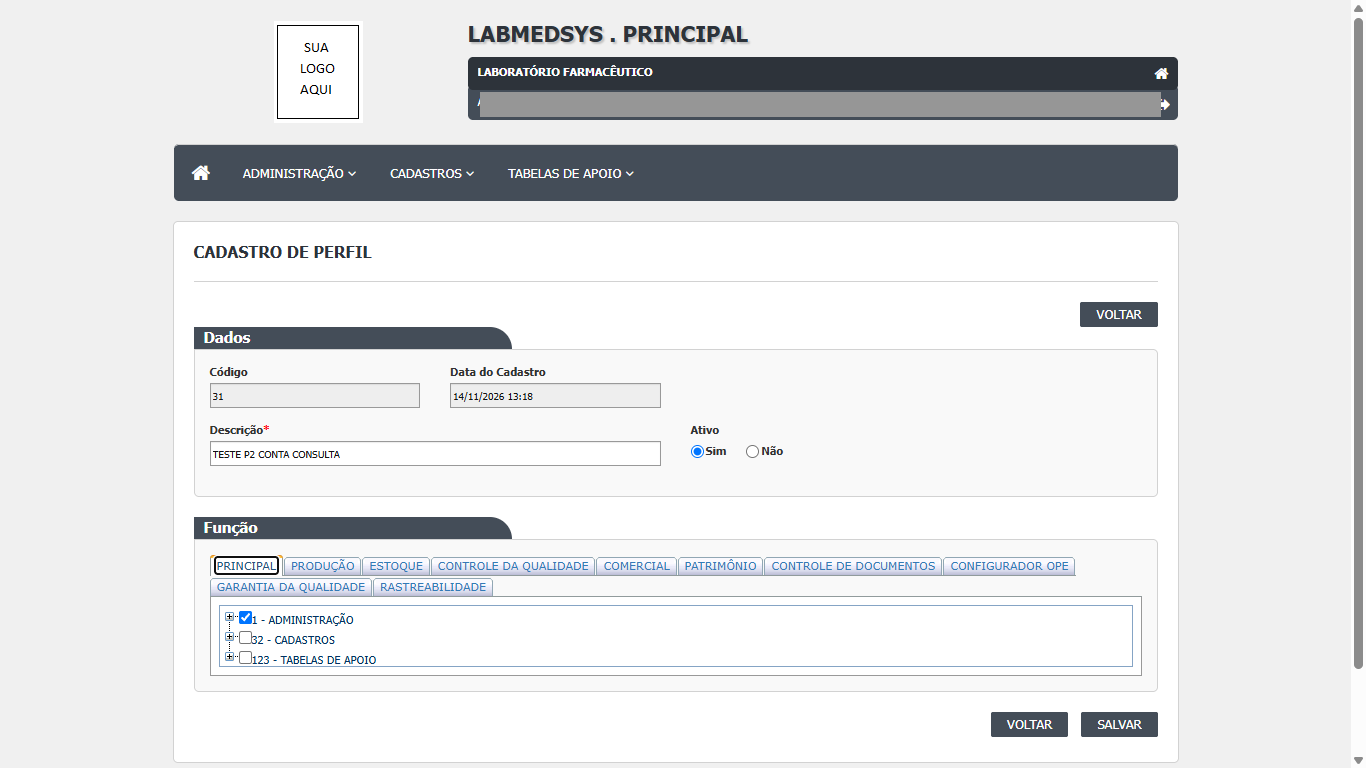 SUA
LOGO
AQUI
LABMEDSYS . PRINCIPAL
LABORATÓRIO FARMACÊUTICO
ADMINISTRAÇÃO
CADASTROS
TABELAS DE APOIO
CADASTRO DE PERFIL
VOLTAR
Dados
Código
Data do Cadastro
31
14/11/2026 13:18
Descrição*
Ativo
TESTE P2 CONTA CONSULTA
Sim
Não
Função
PRINCIPAL
PRODUÇÃO
ESTOQUE
CONTROLE DA QUALIDADE
COMERCIAL
PATRIMÔNIO
CONTROLE DE DOCUMENTOS
CONFIGURADOR OPE
GARANTIA DA QUALIDADE
RASTREABILIDADE
1 - ADMINISTRAÇÃO
32 - CADASTROS
123 - TABELAS DE APOIO
VOLTAR
SALVAR